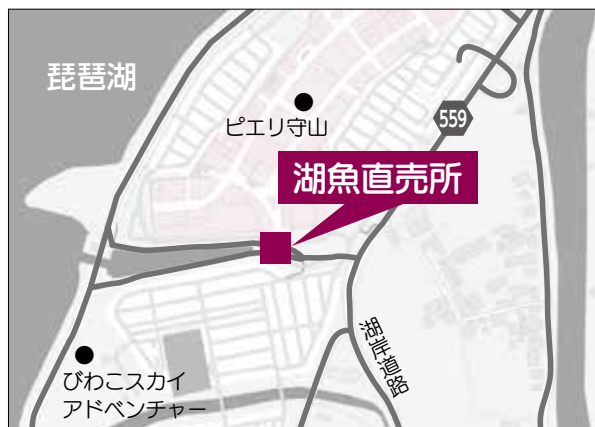 琵琶湖
ピエリ守山
559
湖魚直売所
湖岸道路
びわこスカイ
アドベンチャー